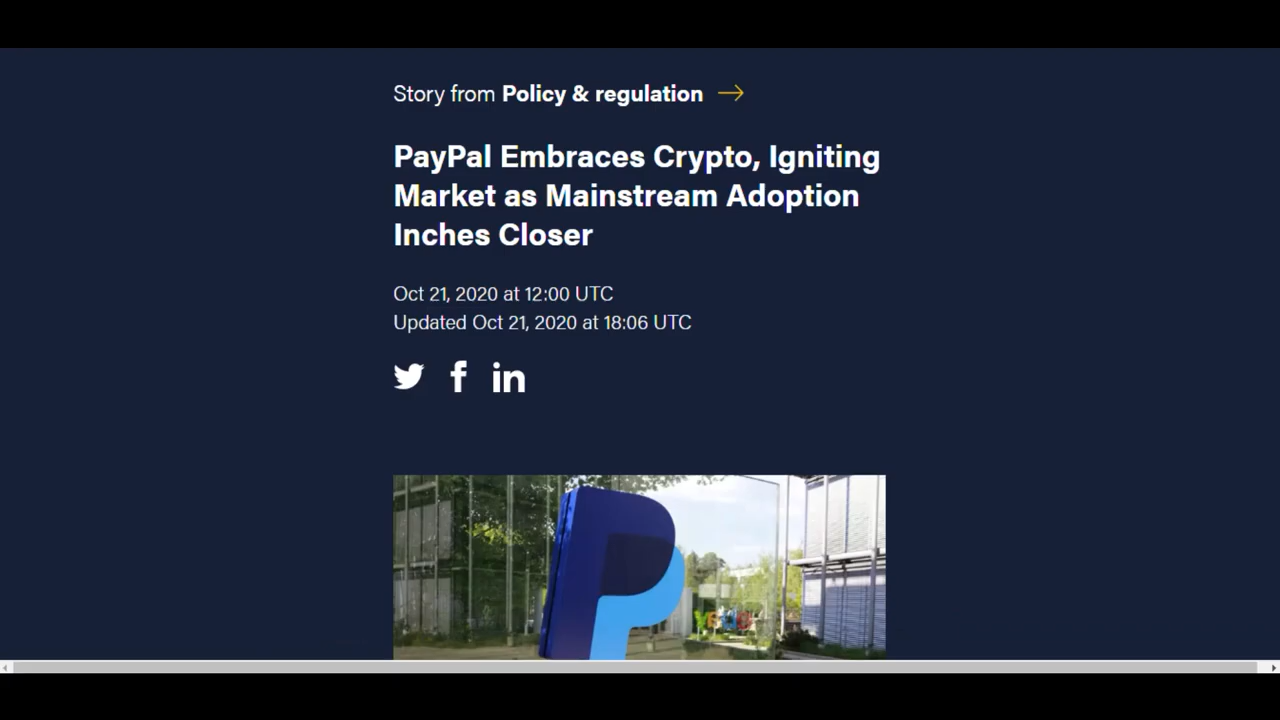 Story from Policy & regulation
PayPal Embraces Crypto, Igniting
Market as Mainstream Adoption
Inches Closer
Oct 21, 2020 at 12:00 UTC
Updated Oct 21, 2020 at 18:06 UTC